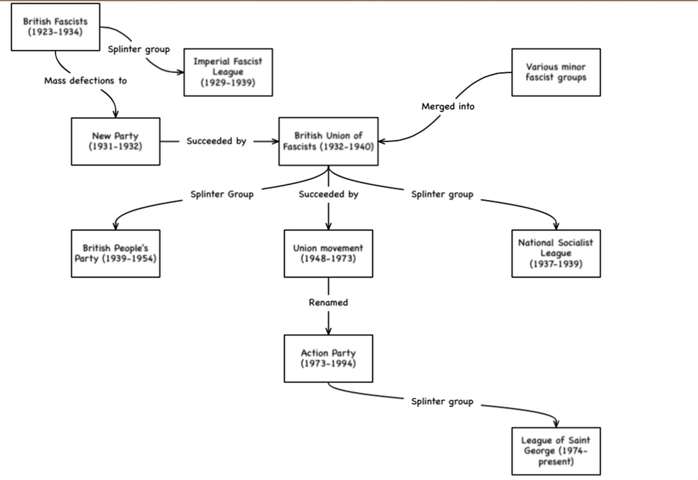 British Fascists
(1923-1934)
Splinter group
Imperial Fascist
League
(1929-1939)
Various minor
fascist groups
Mass defections to
Merged into
New Party
(1931-1932)
Succeeded by
British Union of
Fascists (1932-1940)
Splinter Group
Succeeded by
Splinter group
British People's
Party (1939-1954)
Union movement
(1948-1973)
National Socialist
League
(1937-1939)
Renamed
Action Party
(1973-1994)
Splinter group
League of Saint
George (1974-
present)